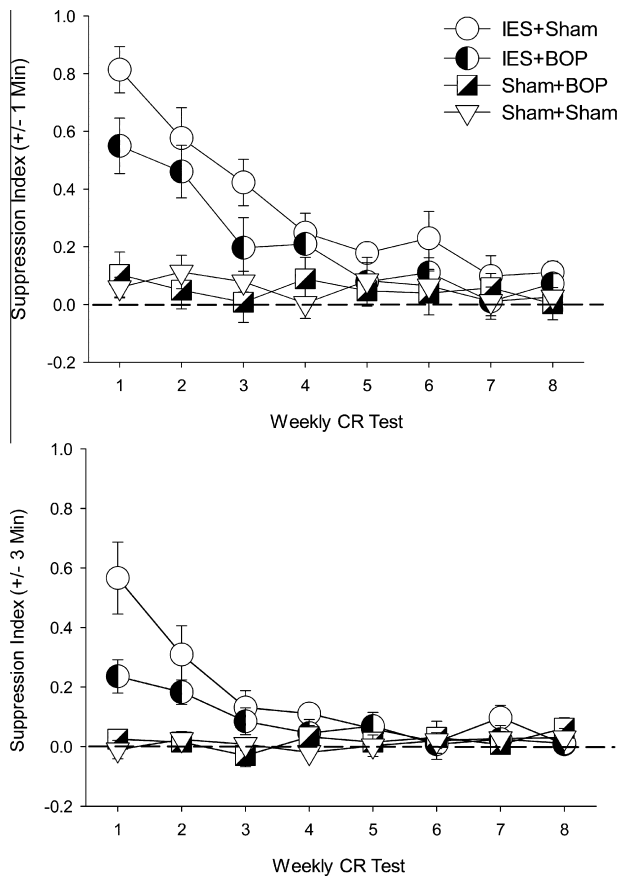 IES+Sham
IES+BOP
Sham+BOP
Sham+Sham
Suppression Index (+/- 1 Min)
1.0
0.8
0.6
0.4
0.2
0.0
-0.2
1 2 3 4 5 6 7 8
Weekly CR Test
Suppression Index (+/- 3 Min)
1.0
0.8
0.6
0.4
0.2
0.0
-0.2
1 2 3 4 5 6 7 8
Weekly CR Test